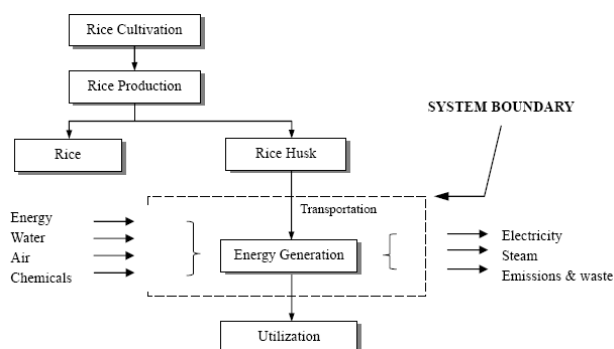 Rice Cultivation
Rice Production
SYSTEM BOUNDARY
Rice
Rice Husk
Transportation
Energy
Water
Air
Chemicals
Energy Generation
Electricity
Steam
Emissions & waste
Utilization